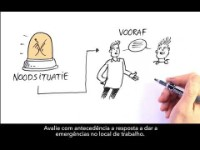 VOORAF
NOODSITUATIE
Avalie com antecedência a resposta a dar a
emergências no local de trabalho.